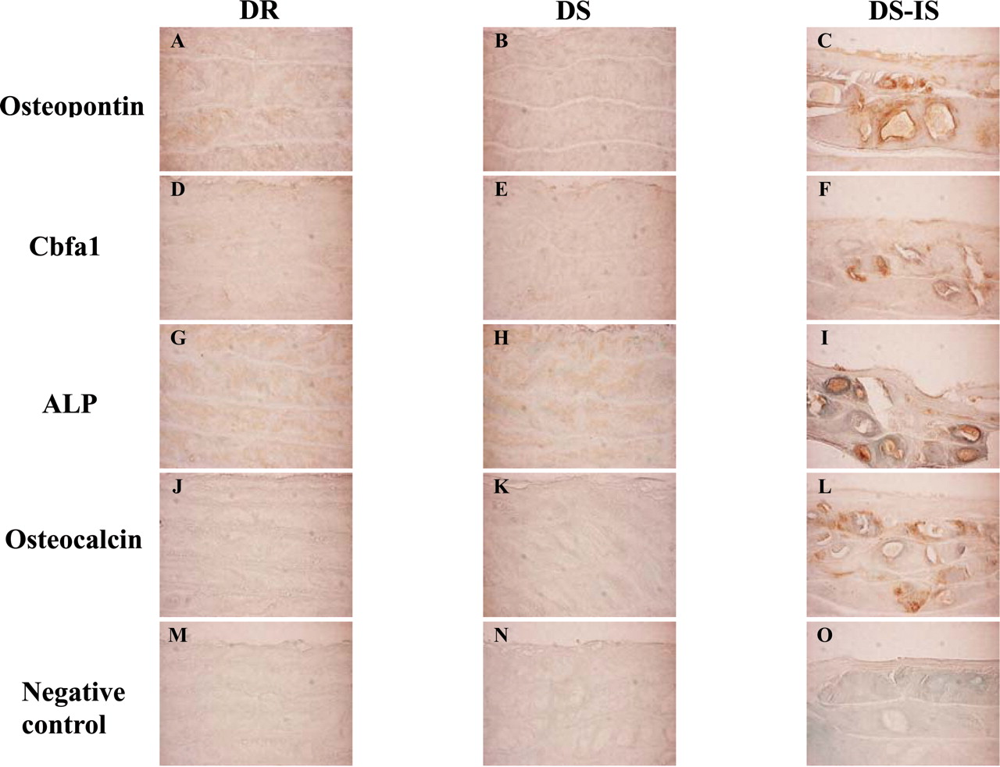 DR DS DS-IS
A B C
Osteopontin
D E F
Cbfa1
G H I
ALP
J K L
Osteocalcin
M N O
Negative
control